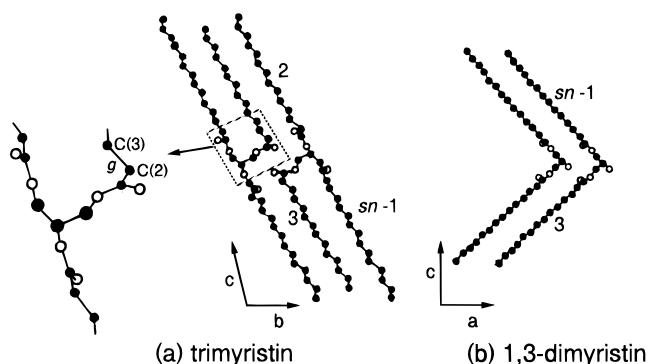 2
sn -1
C(3)
g
C(2)
3
sn-1
3
c
b
c
a
(a) trimyristin
(b) 1,3-dimyristin